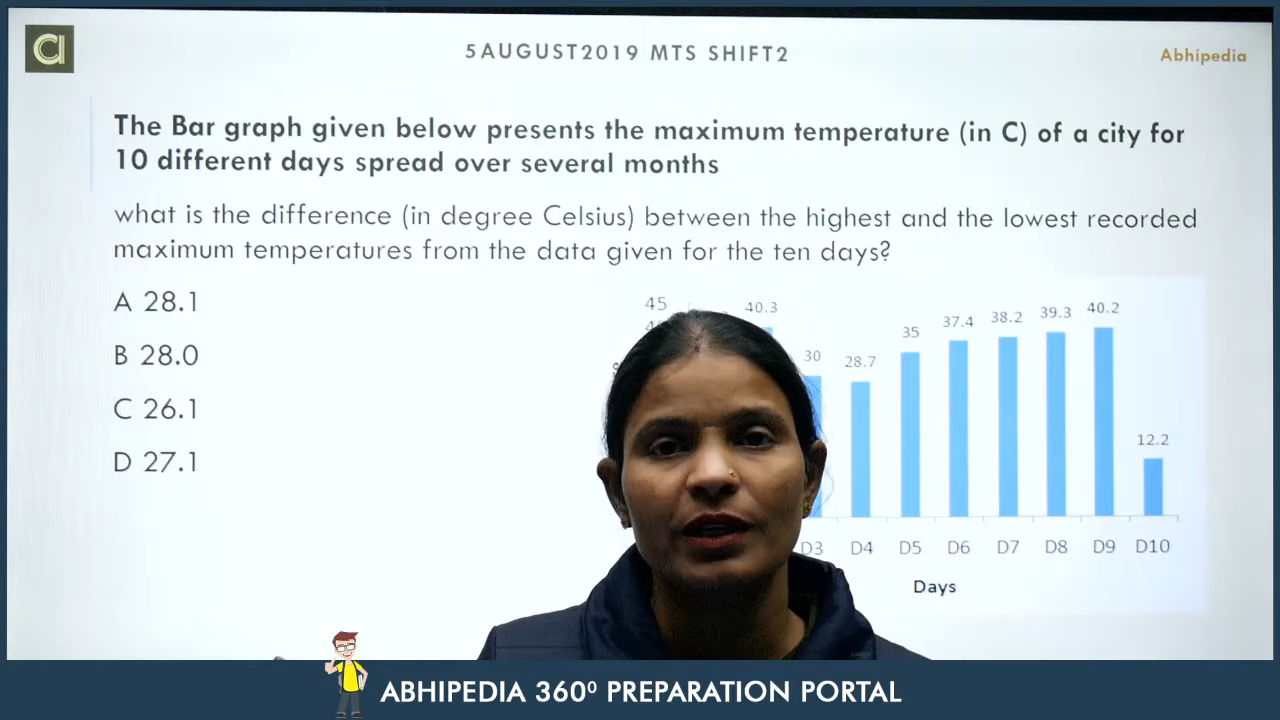 5AUGUST2019 MTS SHIFT2
Abhipedia
The Bar graph given below presents the maximum temperature (in C) of a city for
10 different days spread over several months
what is the difference (in degree Celsius) between the highest and the lowest recorded
maximum temperatures from the data given for the ten days?
A 28.1
B 28.0
C 26.1
D 27.1
45
40.3
30
28.7
35
37.4
38.2
39.3
40.2
12.2
D3 D4 D5 D6 D7 D8 D9 D10
Days
ABHIPEDIA 360⁰ PREPARATION PORTAL